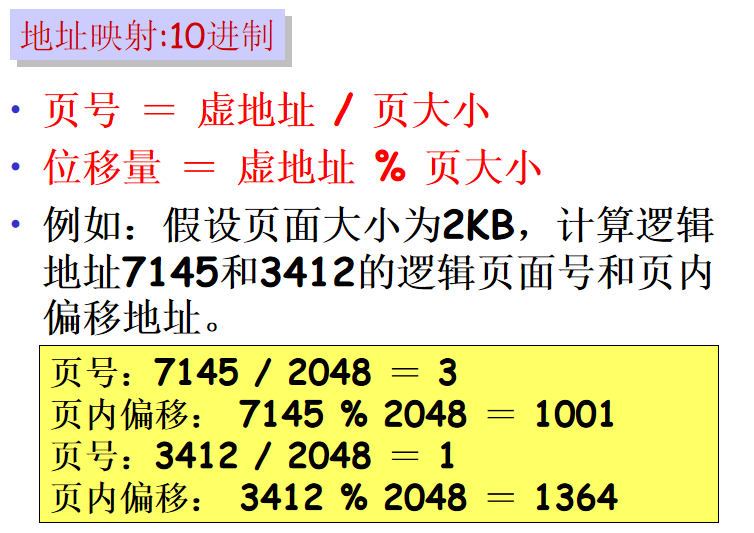 地址映射:10进制
• 页号 = 虚地址 / 页大小
• 位移量 = 虚地址 % 页大小
• 例如：假设页面大小为2KB，计算逻辑
地址7145和3412的逻辑页面号和页内
偏移地址。
页号：7145 / 2048 = 3
页内偏移： 7145 % 2048 = 1001
页号：3412 / 2048 = 1
页内偏移： 3412 % 2048 = 1364